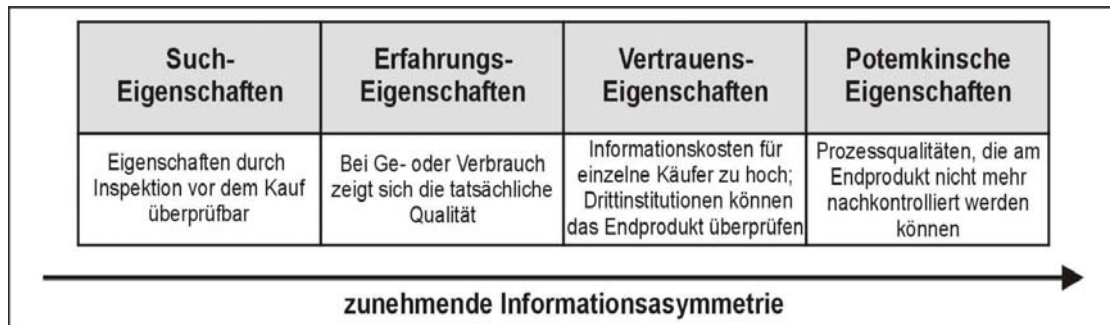 Such-
Eigenschaften
Erfahrungs-
Eigenschaften
Vertrauens-
Eigenschaften
Potemkinsche
Eigenschaften
Eigenschaften durch
Inspektion vor dem Kauf
überprüfbar
Bei Ge- oder Verbrauch
zeigt sich die tatsächliche
Qualität
Informationskosten für
einzelne Käufer zu hoch;
Drittinstitutionen können
das Endprodukt überprüfen
Prozessqualitäten, die am
Endprodukt nicht mehr
nachkontrolliert werden
können
zunehmende Informationsasymmetrie